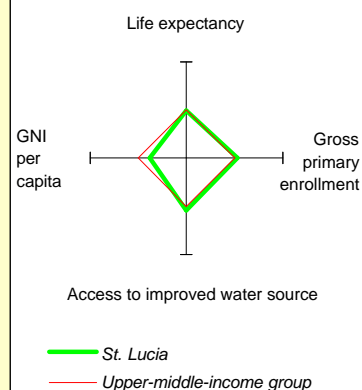 Life expectancy
GNI
per
capita
Gross
primary
enrollment
Access to improved water source
St. Lucia
Upper-middle-income group